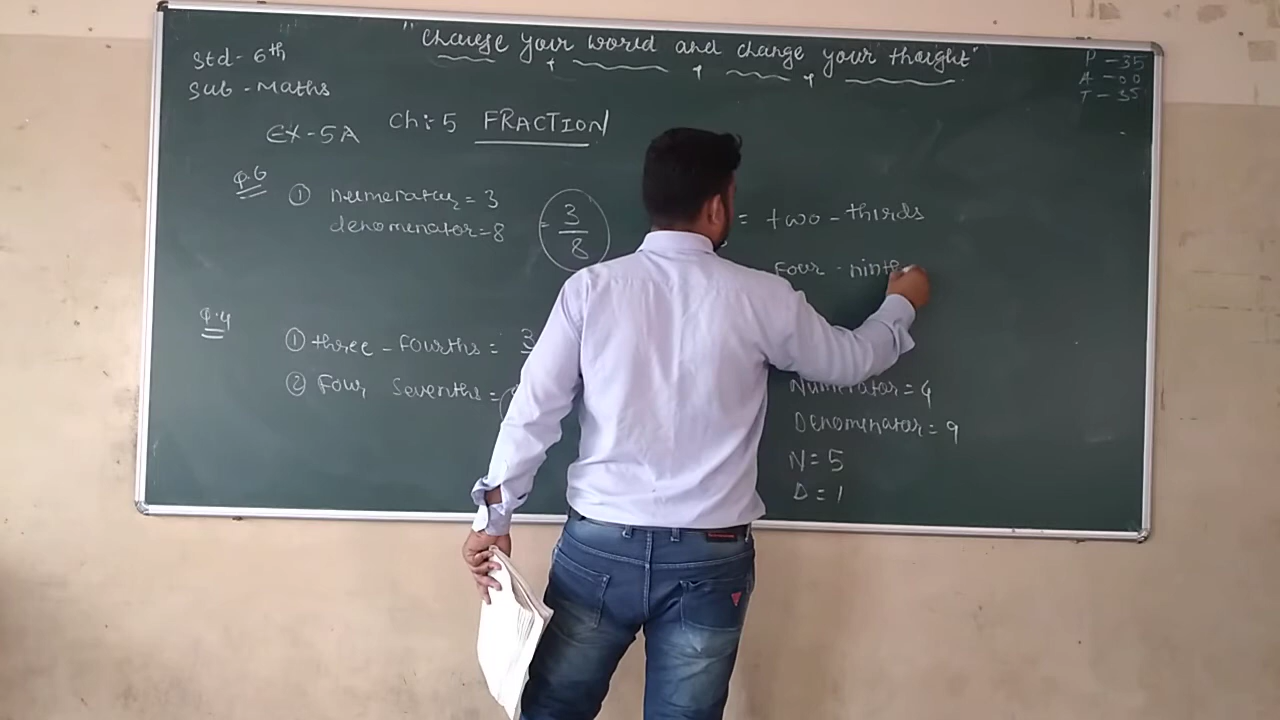 "Change your world and change your thought"
Std - 6th
Sub - Maths
P - 35
A - 00
T - 35
Ch:- 5 FRACTION
EX - 5A
Q.6
① numerator = 3
denomenator = 8
= 3/8
= two - thirds
Four - ninth
Q.4
① three - fourths = 3
② Four Sevenths =
Numerator = 4
Denominator = 9
N = 5
D = 1